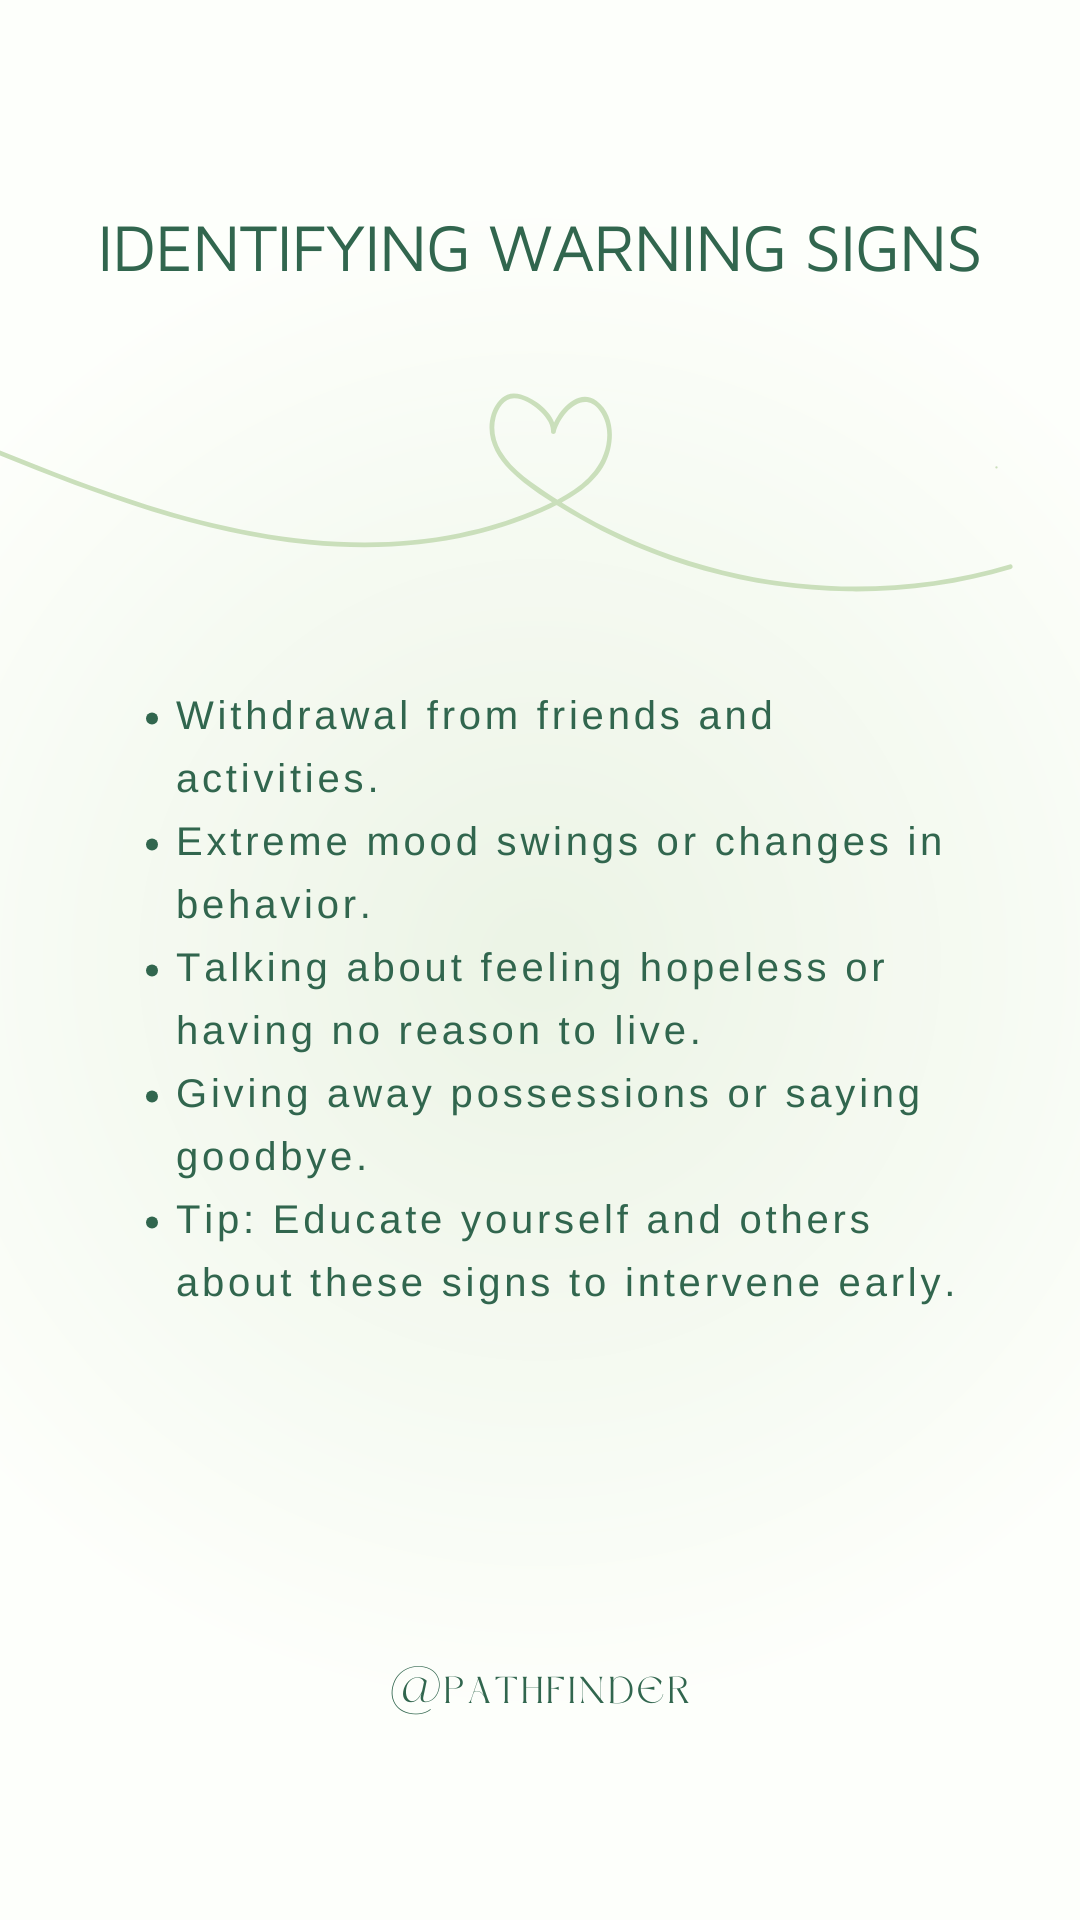 IDENTIFYING WARNING SIGNS
• Withdrawal from friends and
activities.
• Extreme mood swings or changes in
behavior.
• Talking about feeling hopeless or
having no reason to live.
• Giving away possessions or saying
goodbye.
• Tip: Educate yourself and others
about these signs to intervene early.
@PATHFINDER